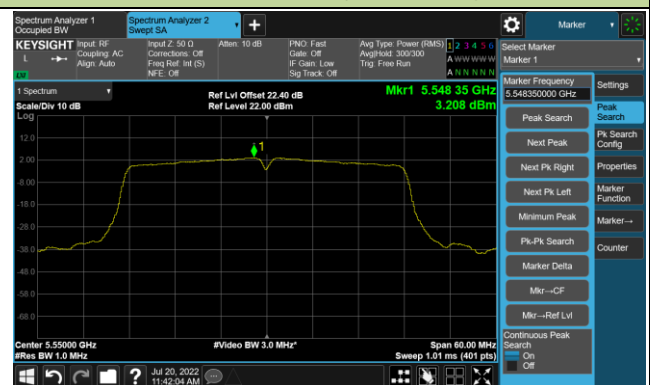 Spectrum Analyzer 1
Occupied BW
Spectrum Analyzer 2
Swept SA
Marker
KEYSIGHT
L
Input: RF
Coupling: AC
Align: Auto
Input Z: 50 Ω
Corrections: Off
Freq Ref: Int (S)
NFE: Off
Atten: 10 dB
PNO: Fast
Gate: Off
IF Gain: Low
Sig Track: Off
Avg Type: Power (RMS)
Avg|Hold: 300/300
Trig: Free Run
1 2 3 4 5 6
A W W W W W
A N N N N N
Select Marker
Marker 1
1 Spectrum
Scale/Div 10 dB
Log
Ref Lvl Offset 22.40 dB
Ref Level 22.00 dBm
Mkr1 5.548 35 GHz
3.208 dBm
12.0
2.00
-8.00
-18.0
-28.0
-38.0
-48.0
-58.0
-68.0
1
Center 5.55000 GHz
#Res BW 1.0 MHz
#Video BW 3.0 MHz*
Span 60.00 MHz
Sweep 1.01 ms (401 pts)
Marker Frequency
5.548350000 GHz
Peak Search
Next Peak
Next Pk Right
Next Pk Left
Minimum Peak
Pk-Pk Search
Marker Delta
Mkr→CF
Mkr→Ref Lvl
Continuous Peak
Search
On
Off
Settings
Peak
Search
Pk Search
Config
Properties
Marker
Function
Marker→
Counter
Jul 20, 2022
11:42:04 AM